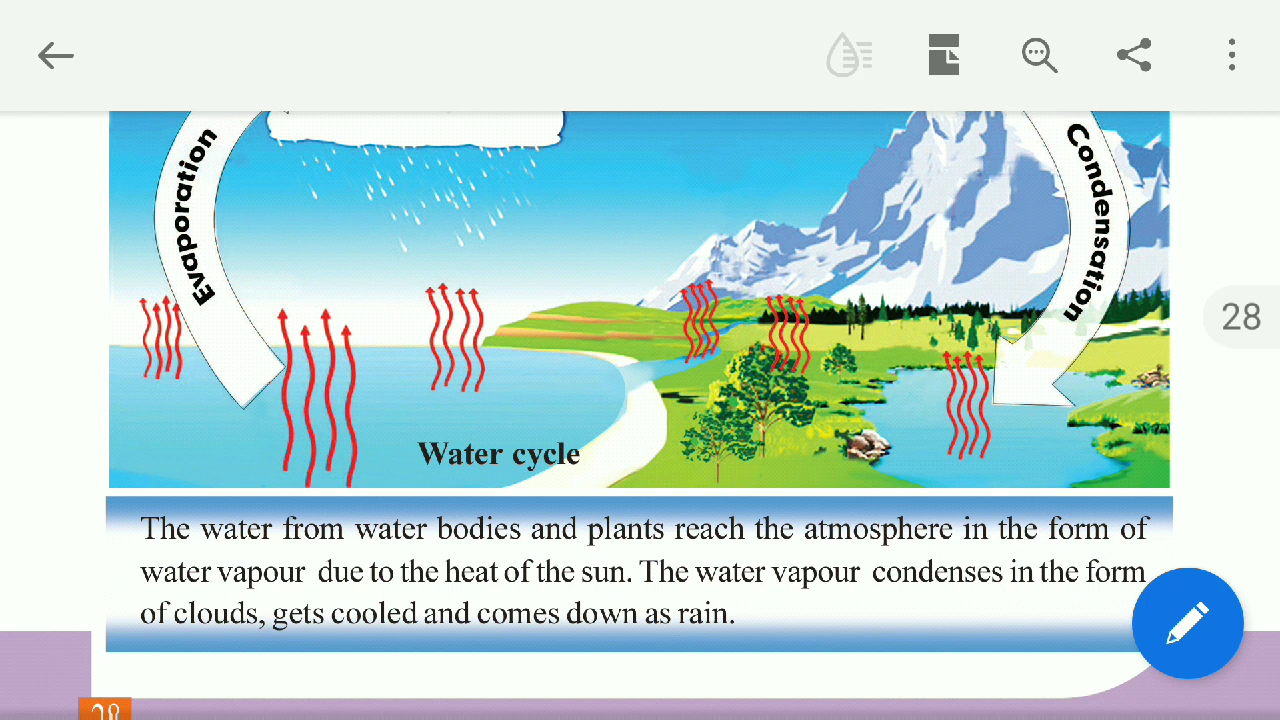 Evaporation
Condensation
28
Water cycle
The water from water bodies and plants reach the atmosphere in the form of
water vapour due to the heat of the sun. The water vapour condenses in the form
of clouds, gets cooled and comes down as rain.
28